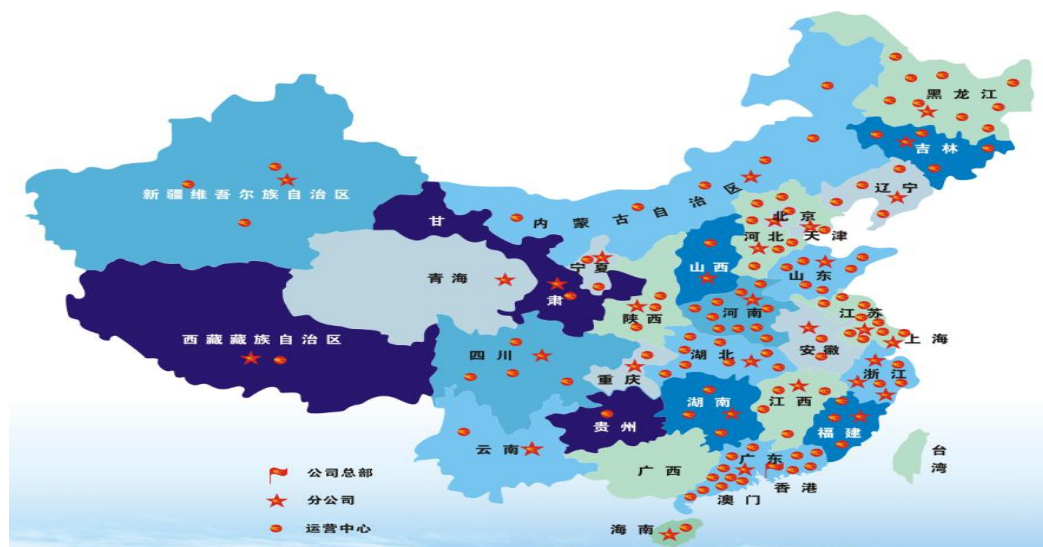 黑龙江
吉林
辽宁
新疆维吾尔族自治区
内蒙古自治区
甘
肃
北京
天津
河北
青海
宁夏
山西
山东
陕西
河南
江苏
西藏藏族自治区
四川
重庆
湖北
安徽
上海
浙江
湖南
江西
贵州
福建
云南
广西
广东
台湾
香港
澳门
海南
公司总部
分公司
运营中心